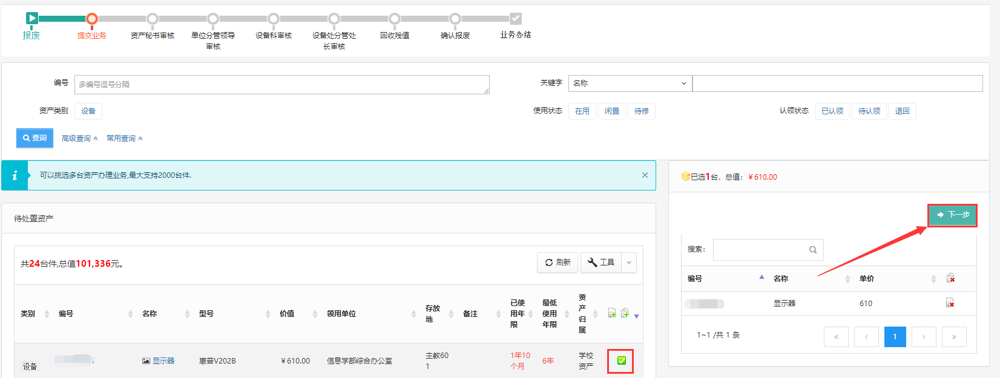 报废
提交业务
资产秘书审核
单位分管领导
审核
设备科审核
设备处分管处
长审核
回收残值
确认报废
业务办结
编号
多编号逗号分隔
关键字
名称
资产类别
设备
使用状态
在用
闲置
待修
认领状态
已认领
待认领
退回
查询
高级查询
常用查询
可以挑选多台资产办理业务,最大支持2000台件.
×
已选1台, 总值: ￥610.00
下一步
待处置资产
共24台件,总值101,336元。
刷新
工具
搜索:
编号
名称
单价
显示器
610
1~1 /共 1 条
«
‹
1
›
»
类别
编号
名称
型号
价值
领用单位
存放
地
备注
已使
用年
限
最低
使用
年限
资
产
归
属
设备
显示器
惠普V202B
￥610.00
信息学部综合办公室
主教60
1
1年10
个月
6年
学校
资产